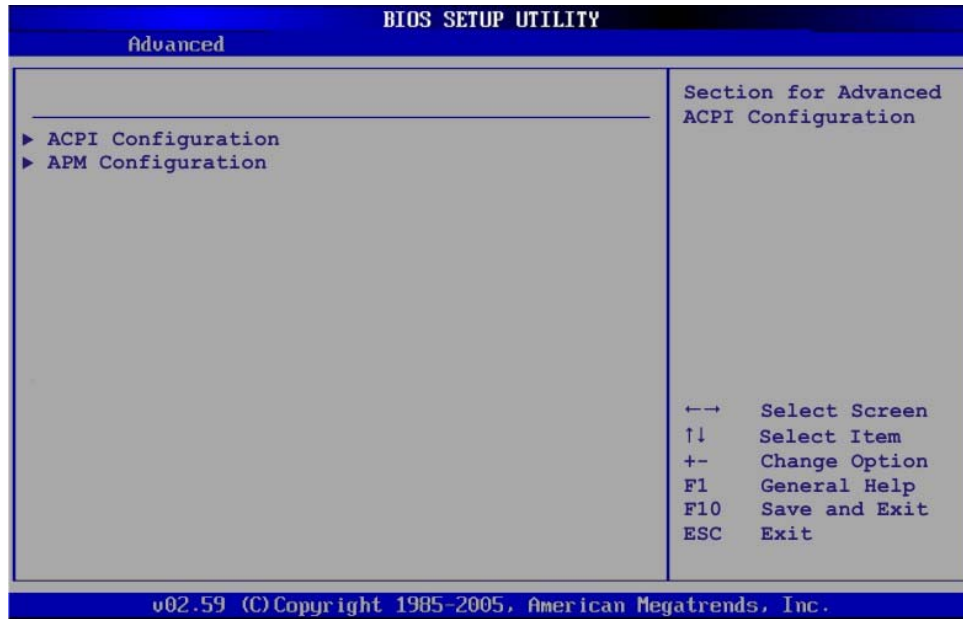 BIOS SETUP UTILITY
Advanced
▶ ACPI Configuration
▶ APM Configuration
Section for Advanced
ACPI Configuration
←→ Select Screen
↑↓ Select Item
+- Change Option
F1 General Help
F10 Save and Exit
ESC Exit
v02.59 (C)Copyright 1985-2005, American Megatrends, Inc.